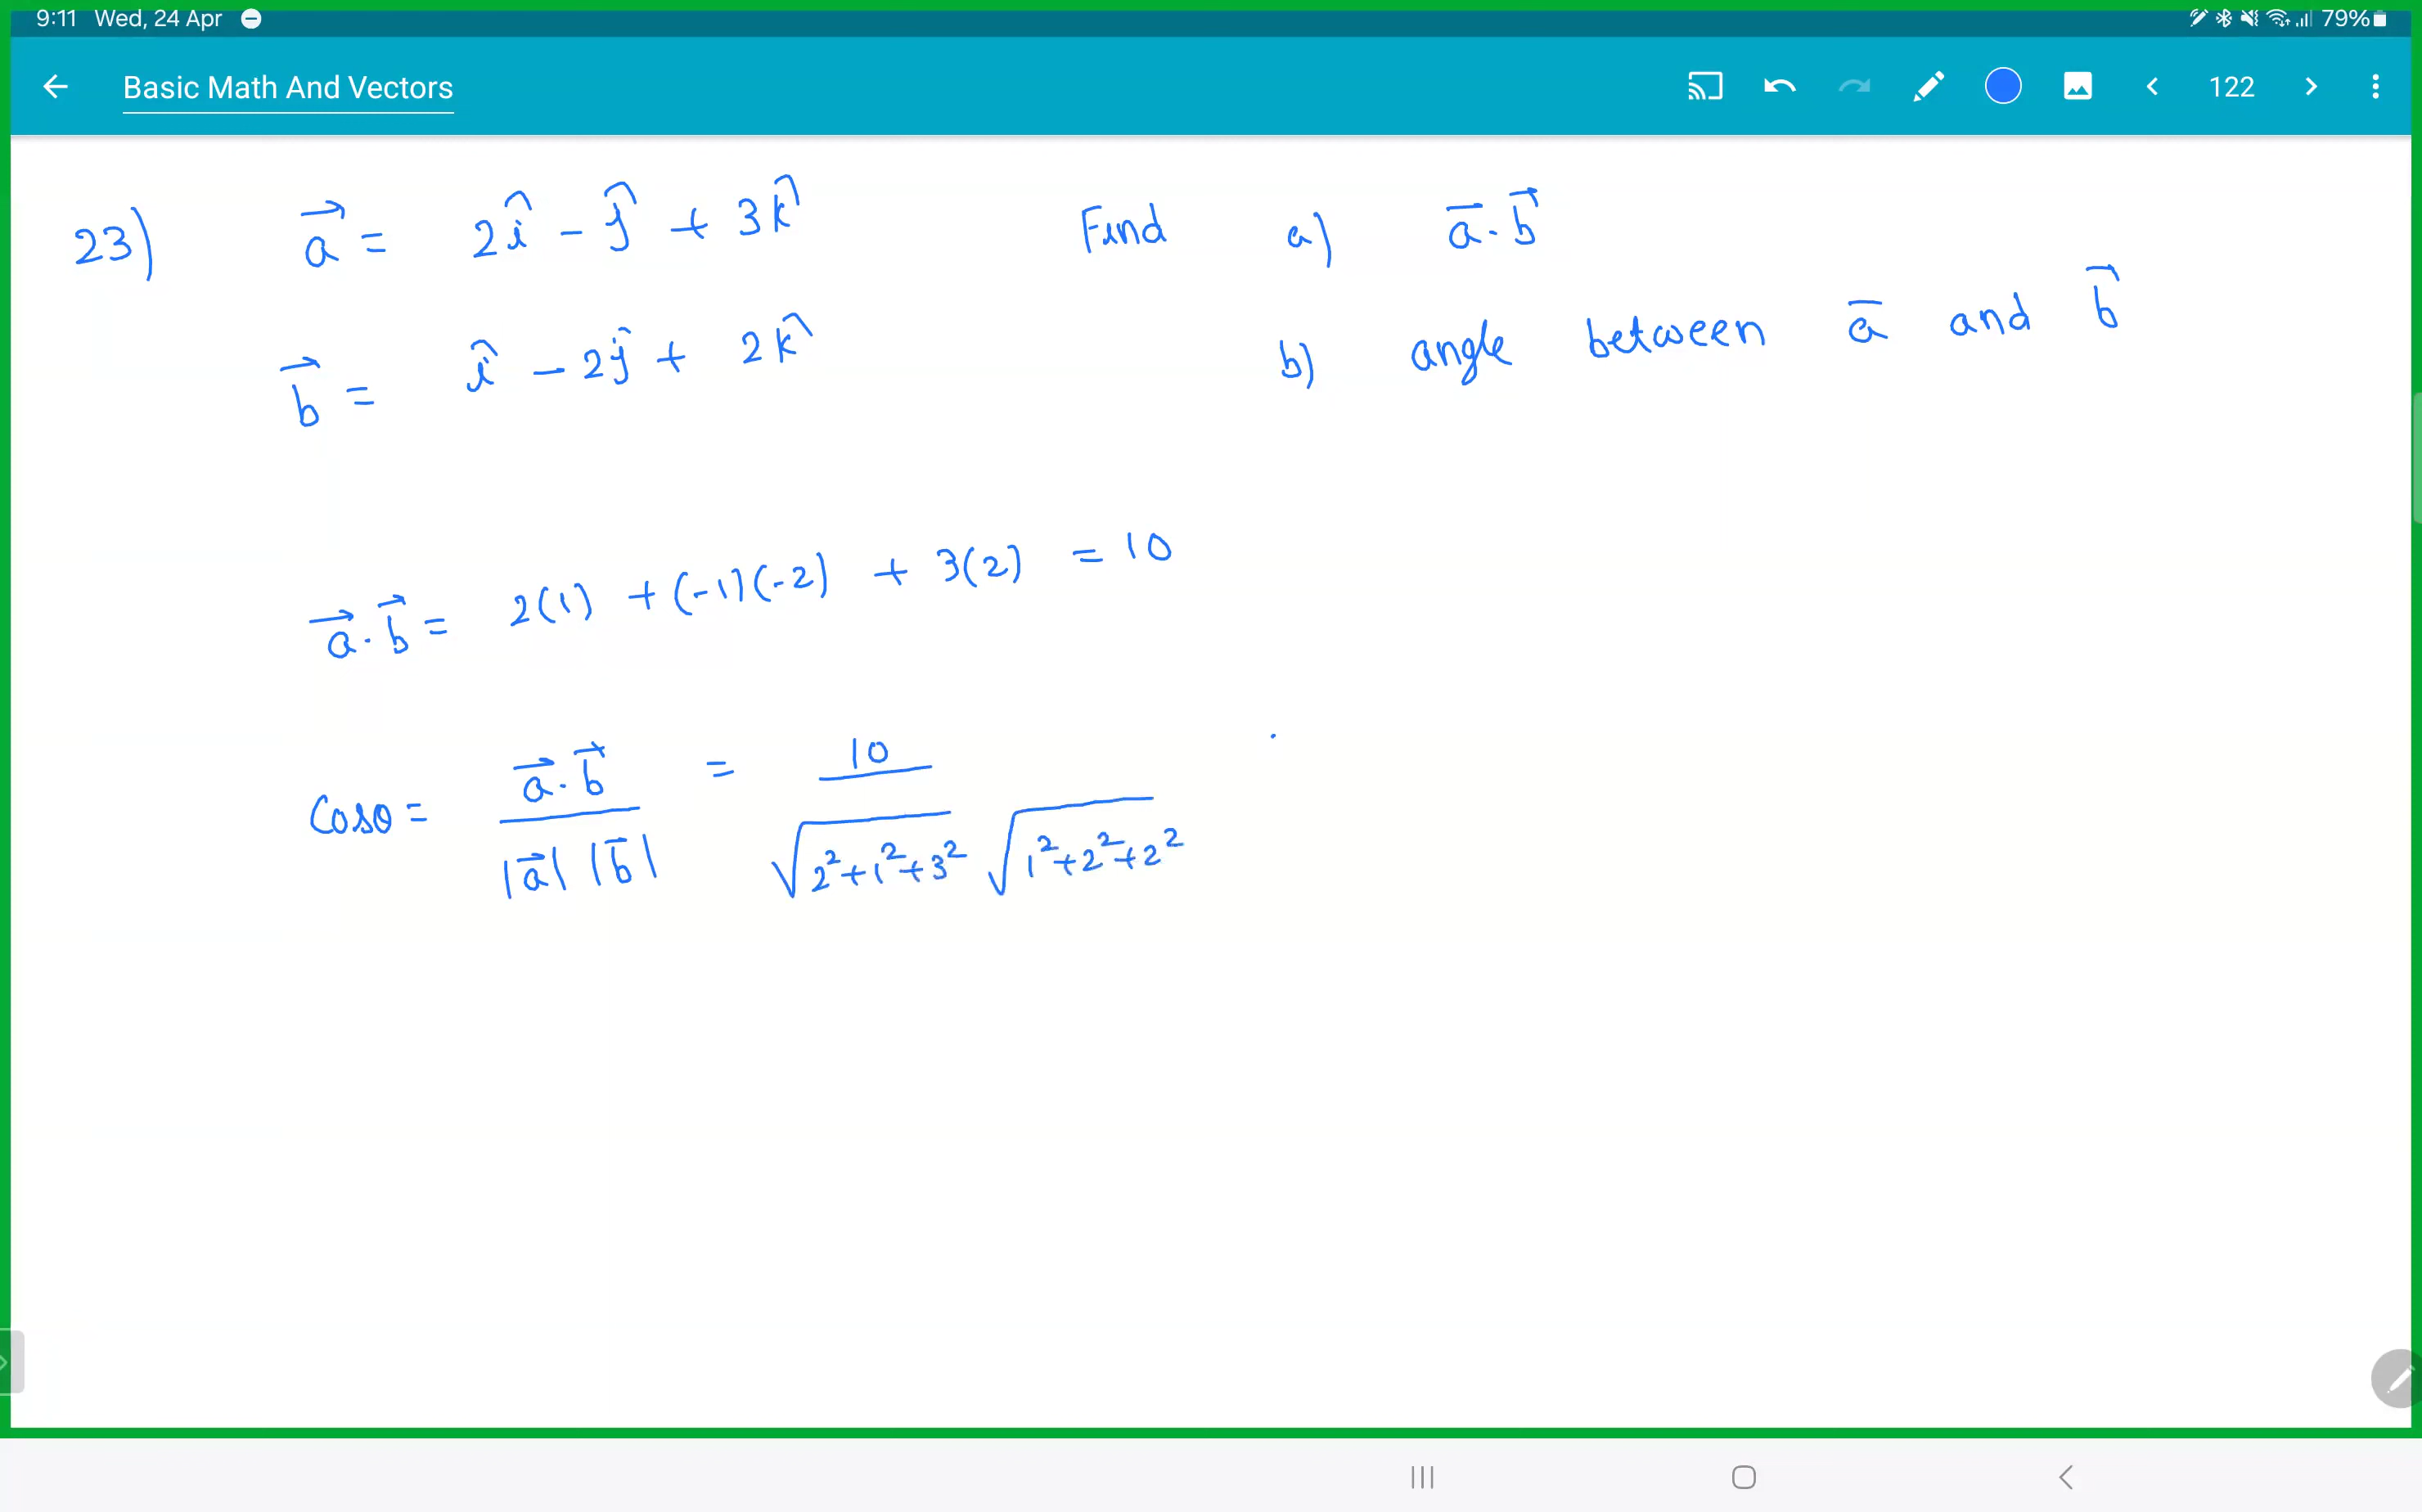 9:11 Wed, 24 Apr 79%
Basic Math And Vectors 122
23) a⃗ = 2î - ĵ + 3k̂ Find a) a⃗.b⃗
b⃗ = î - 2ĵ + 2k̂ b) angle between a⃗ and b⃗
a⃗.b⃗ = 2(1) + (-1)(-2) + 3(2) = 10
Cosθ = a⃗.b⃗ / |a⃗| |b⃗| = 10 / √(2²+1²+3²) √(1²+2²+2²)